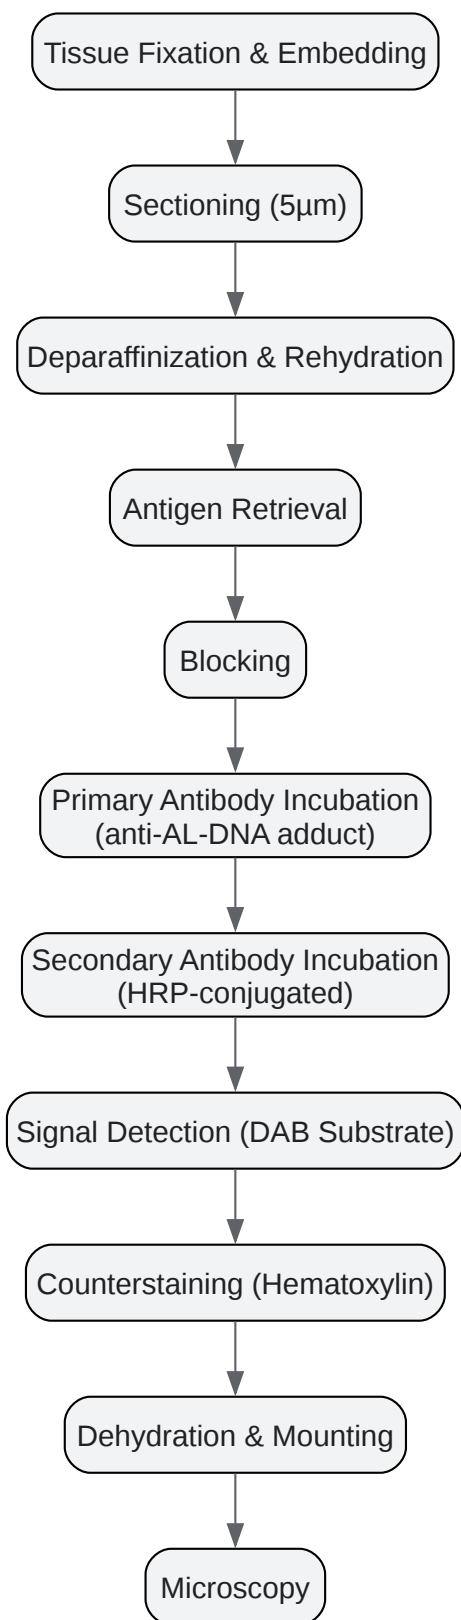 Tissue Fixation & Embedding
Sectioning (5µm)
Deparaffinization & Rehydration
Antigen Retrieval
Blocking
Primary Antibody Incubation
(anti-AL-DNA adduct)
Secondary Antibody Incubation
(HRP-conjugated)
Signal Detection (DAB Substrate)
Counterstaining (Hematoxylin)
Dehydration & Mounting
Microscopy